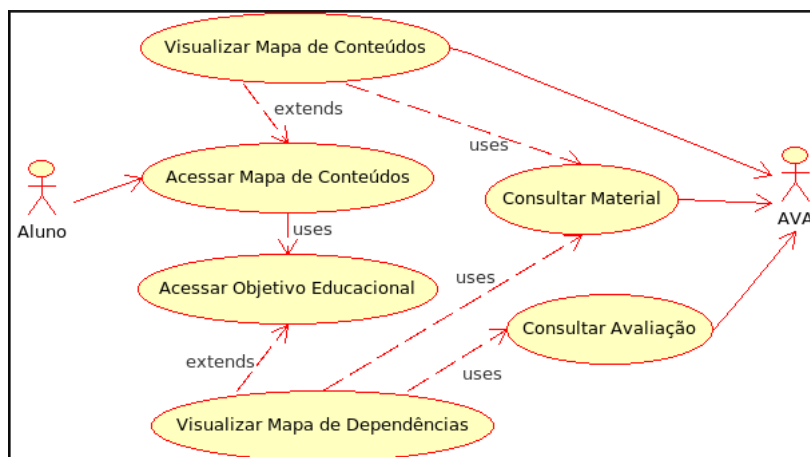 Visualizar Mapa de Conteúdos
extends
uses
Acessar Mapa de Conteúdos
Consultar Material
Aluno
AVA
uses
uses
Acessar Objetivo Educacional
Consultar Avaliação
extends
uses
Visualizar Mapa de Dependências